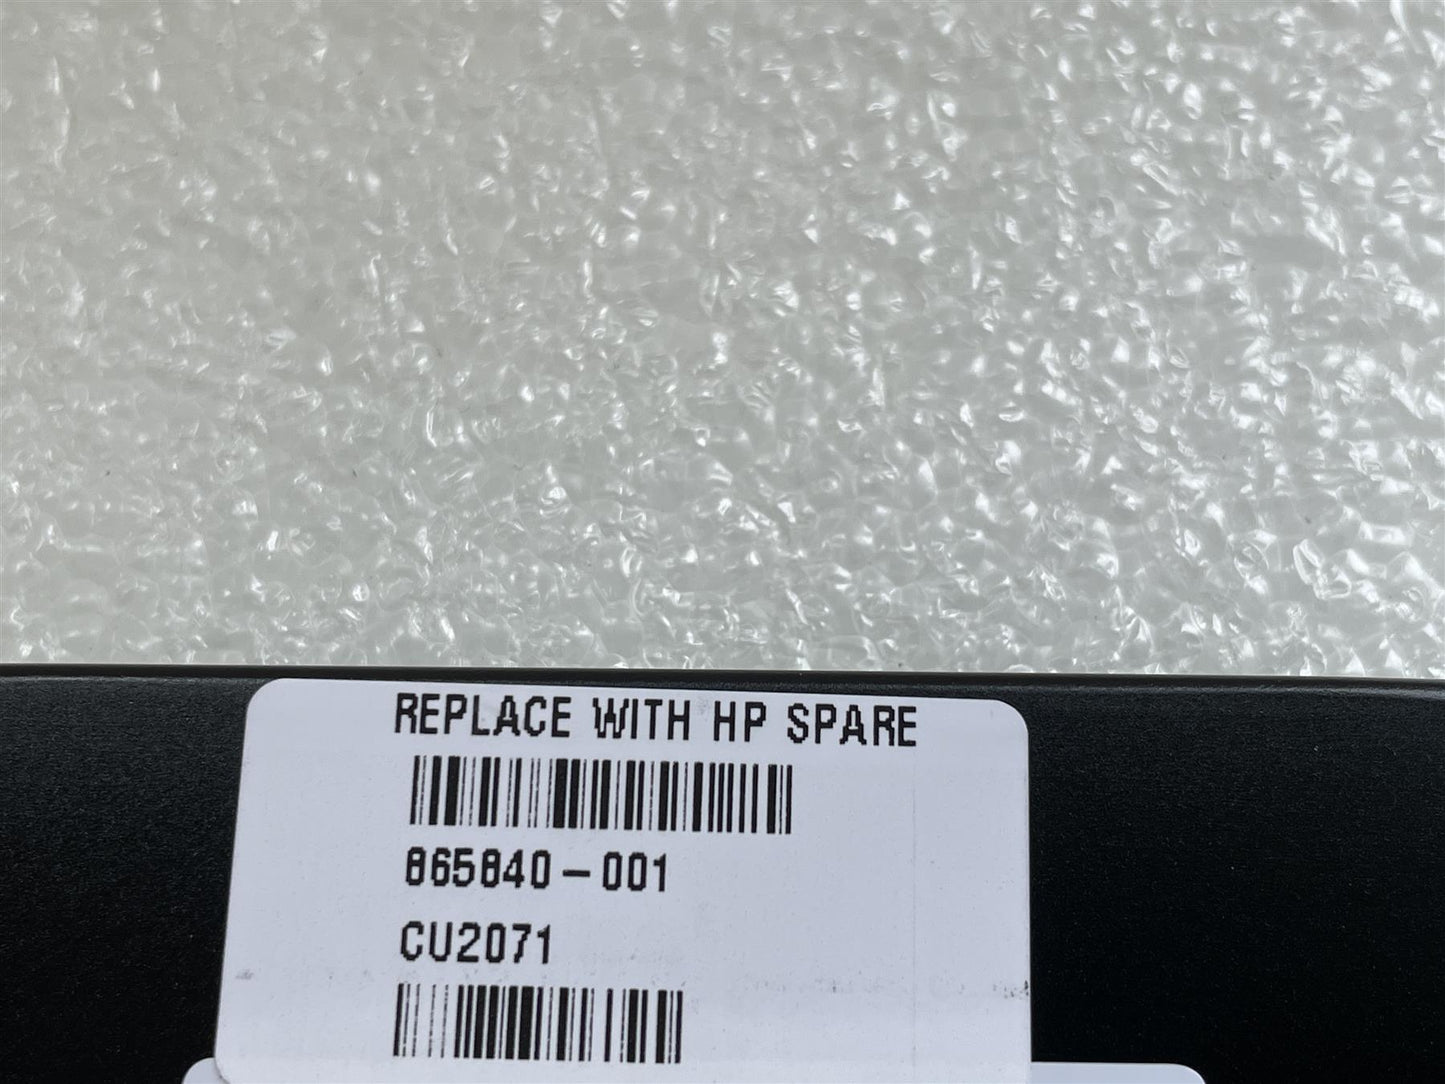 REPLACE WITH HP SPARE
865840-001
CU2071